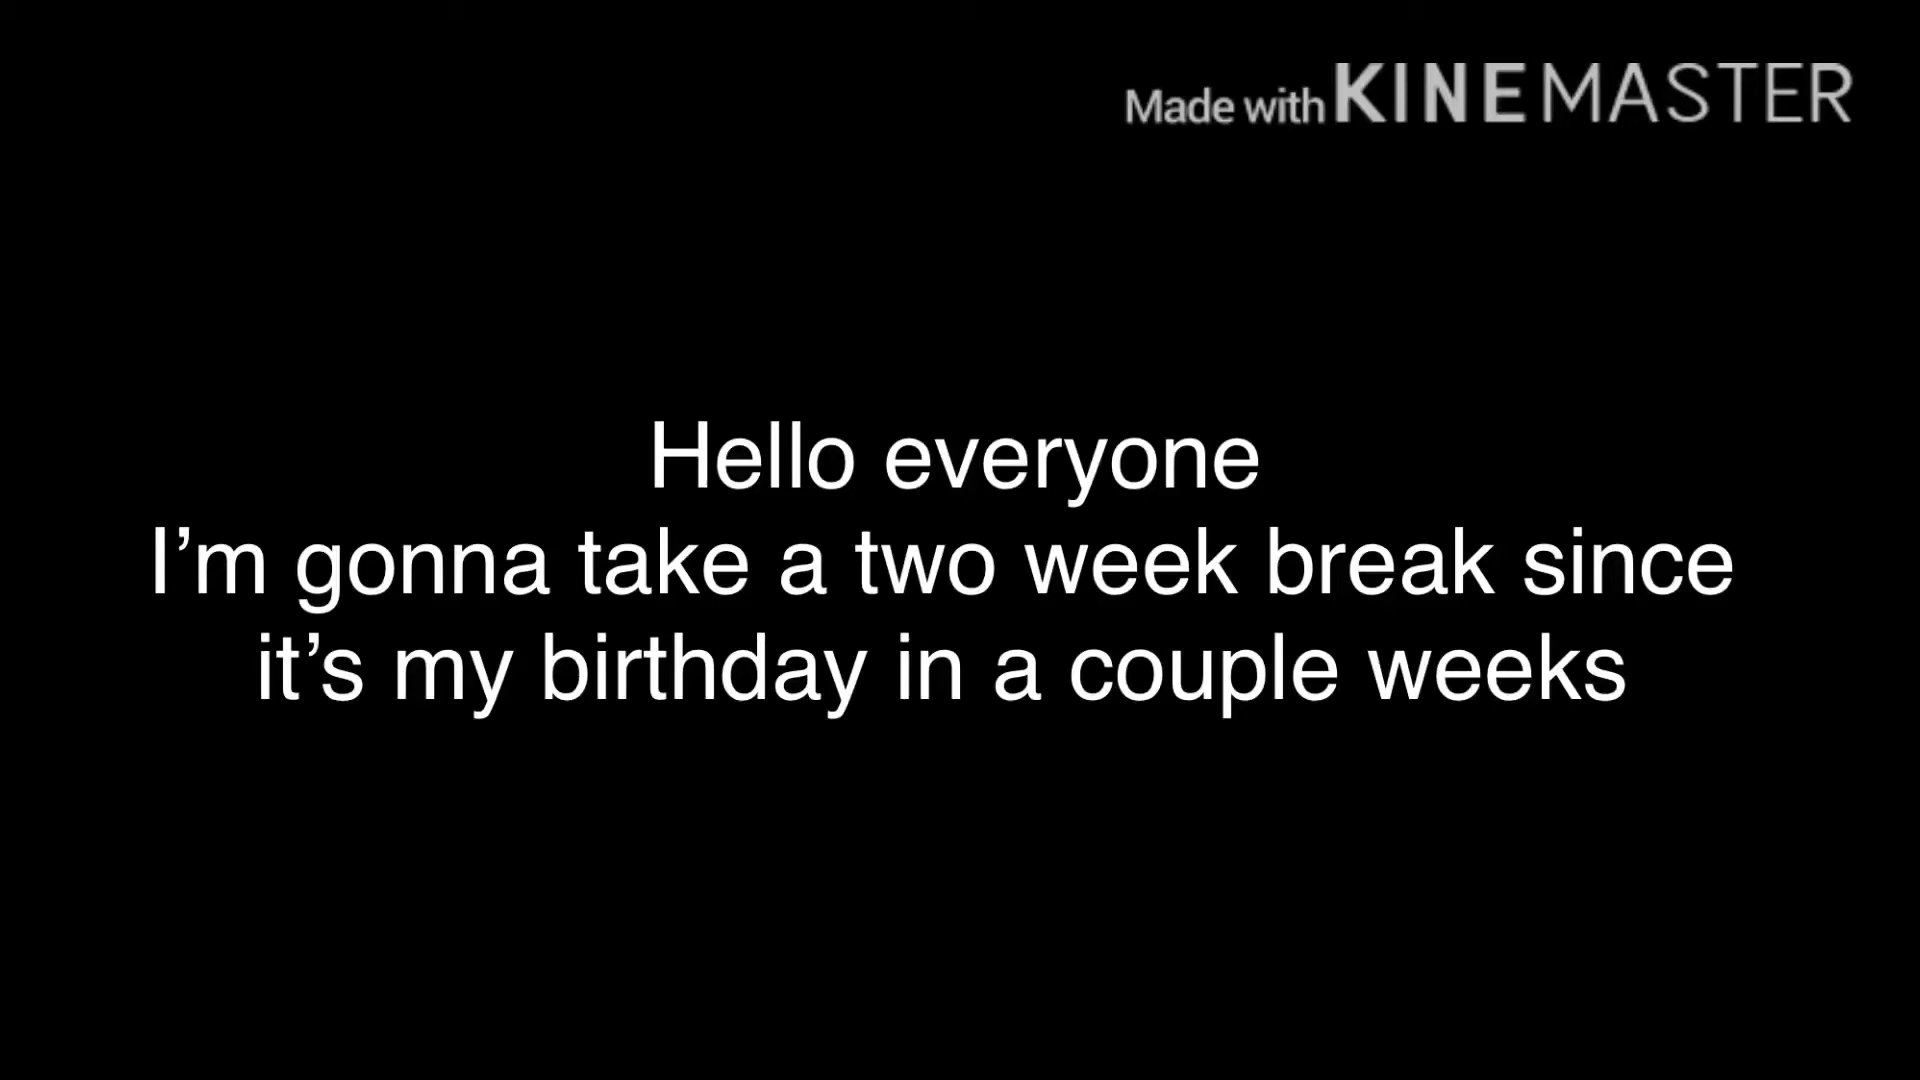 Made with KINEMASTER
Hello everyone
I’m gonna take a two week break since
it’s my birthday in a couple weeks